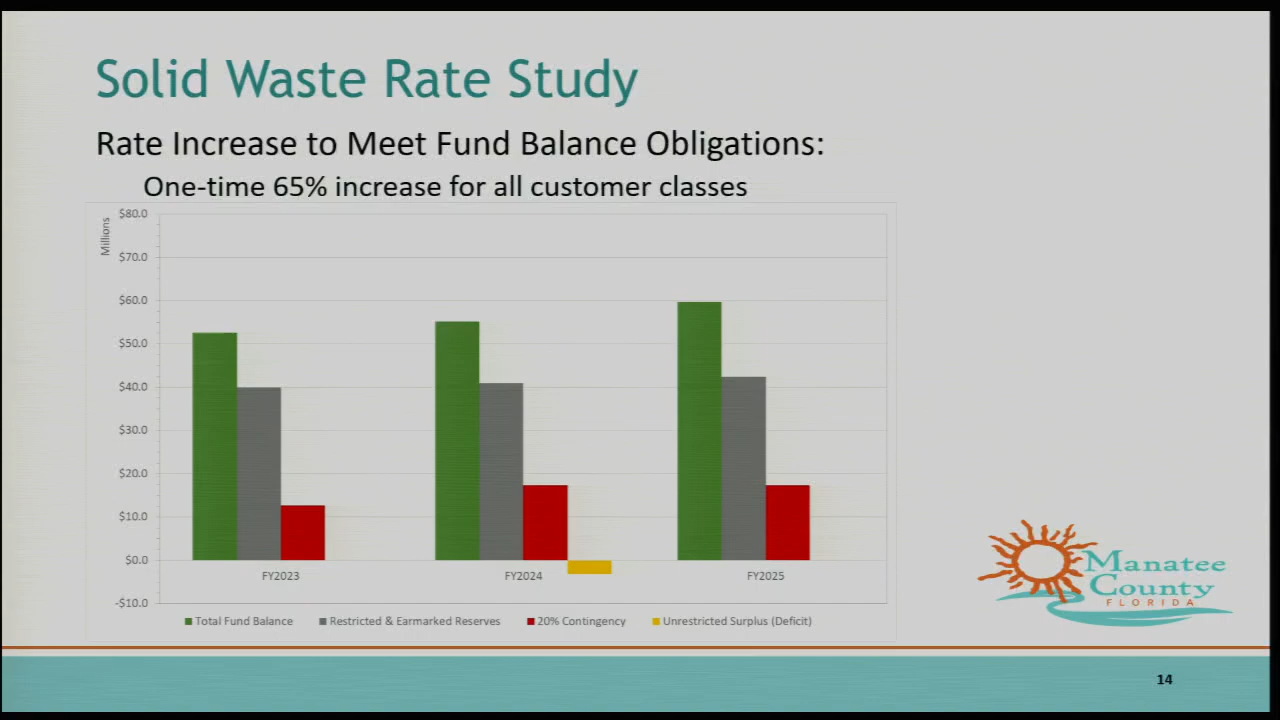 Solid Waste Rate Study
Rate Increase to Meet Fund Balance Obligations:
One-time 65% increase for all customer classes
Millions
$80.0
$70.0
$60.0
$50.0
$40.0
$30.0
$20.0
$10.0
$0.0
-$10.0
FY2023 FY2024 FY2025
Total Fund Balance Restricted & Earmarked Reserves 20% Contingency Unrestricted Surplus (Deficit)
Manatee
County
FLORIDA
14